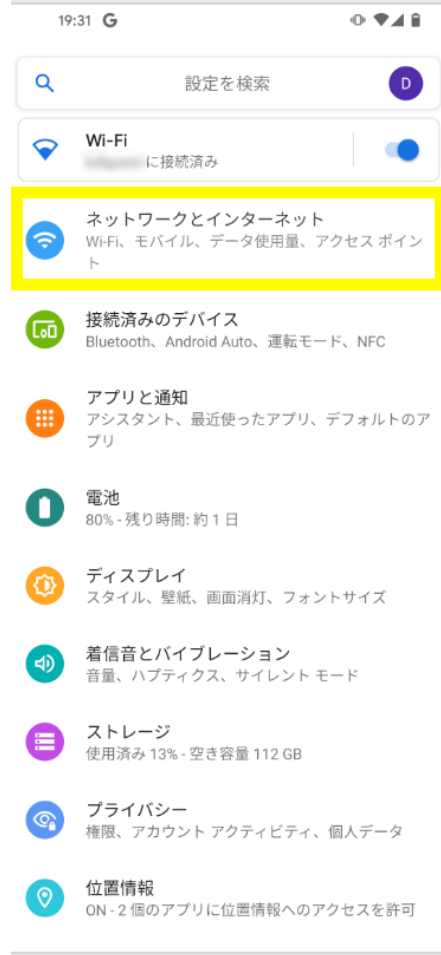 19:31 G
設定を検索
D
Wi-Fi
に接続済み
ネットワークとインターネット
Wi-Fi、モバイル、データ使用量、アクセス ポイン
ト
接続済みのデバイス
Bluetooth、Android Auto、運転モード、NFC
アプリと通知
アシスタント、最近使ったアプリ、デフォルトのア
プリ
電池
80% - 残り時間: 約 1 日
ディスプレイ
スタイル、壁紙、画面消灯、フォントサイズ
着信音とバイブレーション
音量、ハプティクス、サイレント モード
ストレージ
使用済み 13% - 空き容量 112 GB
プライバシー
権限、アカウント アクティビティ、個人データ
位置情報
ON - 2 個のアプリに位置情報へのアクセスを許可